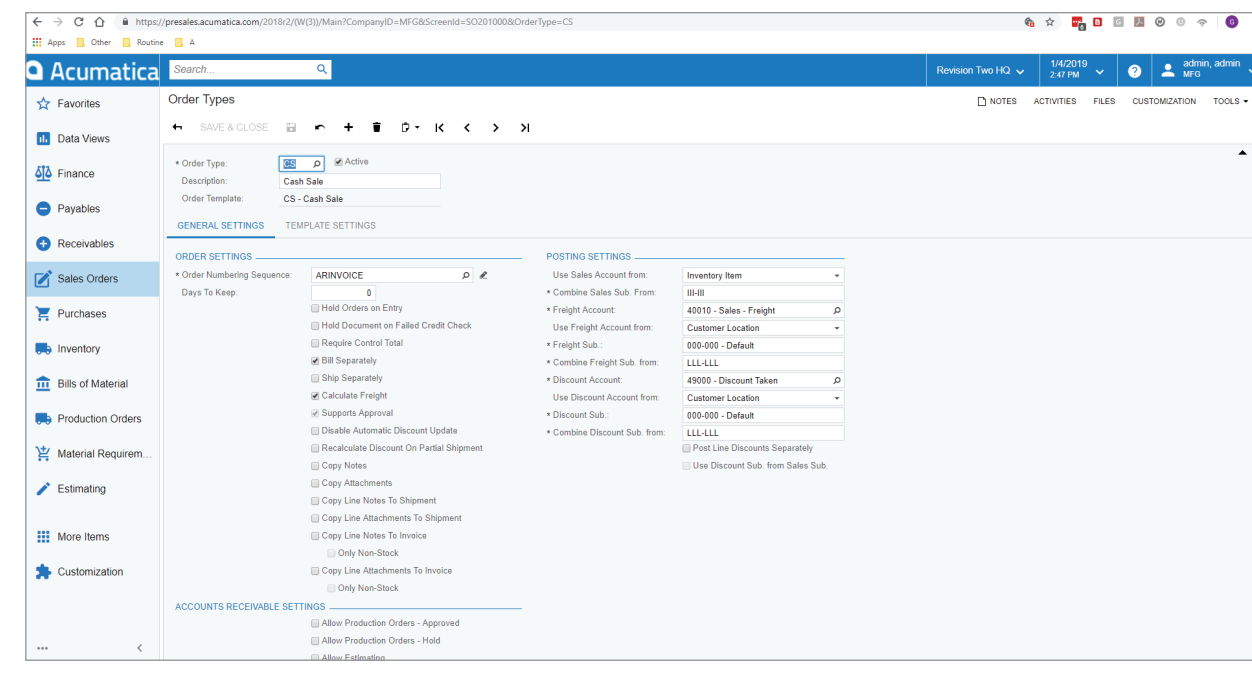 https://presales.acumatica.com/2018r2/(W(3))/Main?CompanyID=MFG&ScreenId=SO201000&OrderType=CS
G
Apps Other Routine A
Acumatica Search... Revision Two HQ 1/4/2019 2:47 PM ? admin, admin MFG
Favorites
Data Views
Finance
Payables
Receivables
Sales Orders
Purchases
Inventory
Bills of Material
Production Orders
Material Requirem...
Estimating
More Items
Customization
Order Types NOTES ACTIVITIES FILES CUSTOMIZATION TOOLS
SAVE & CLOSE
* Order Type: CS Active
Description: Cash Sale
Order Template: CS - Cash Sale
GENERAL SETTINGS TEMPLATE SETTINGS
ORDER SETTINGS
* Order Numbering Sequence: ARINVOICE
Days To Keep: 0
Hold Orders on Entry
Hold Document on Failed Credit Check
Require Control Total
Bill Separately
Ship Separately
Calculate Freight
Supports Approval
Disable Automatic Discount Update
Recalculate Discount On Partial Shipment
Copy Notes
Copy Attachments
Copy Line Notes To Shipment
Copy Line Attachments To Shipment
Copy Line Notes To Invoice
Only Non-Stock
Copy Line Attachments To Invoice
Only Non-Stock
ACCOUNTS RECEIVABLE SETTINGS
Allow Production Orders - Approved
Allow Production Orders - Hold
Allow Estimating
POSTING SETTINGS
Use Sales Account from: Inventory Item
* Combine Sales Sub. From: III-III
* Freight Account: 40010 - Sales - Freight
Use Freight Account from: Customer Location
* Freight Sub.: 000-000 - Default
* Combine Freight Sub. from: LLL-LLL
* Discount Account: 49000 - Discount Taken
Use Discount Account from: Customer Location
* Discount Sub.: 000-000 - Default
* Combine Discount Sub. from: LLL-LLL
Post Line Discounts Separately
Use Discount Sub. from Sales Sub.